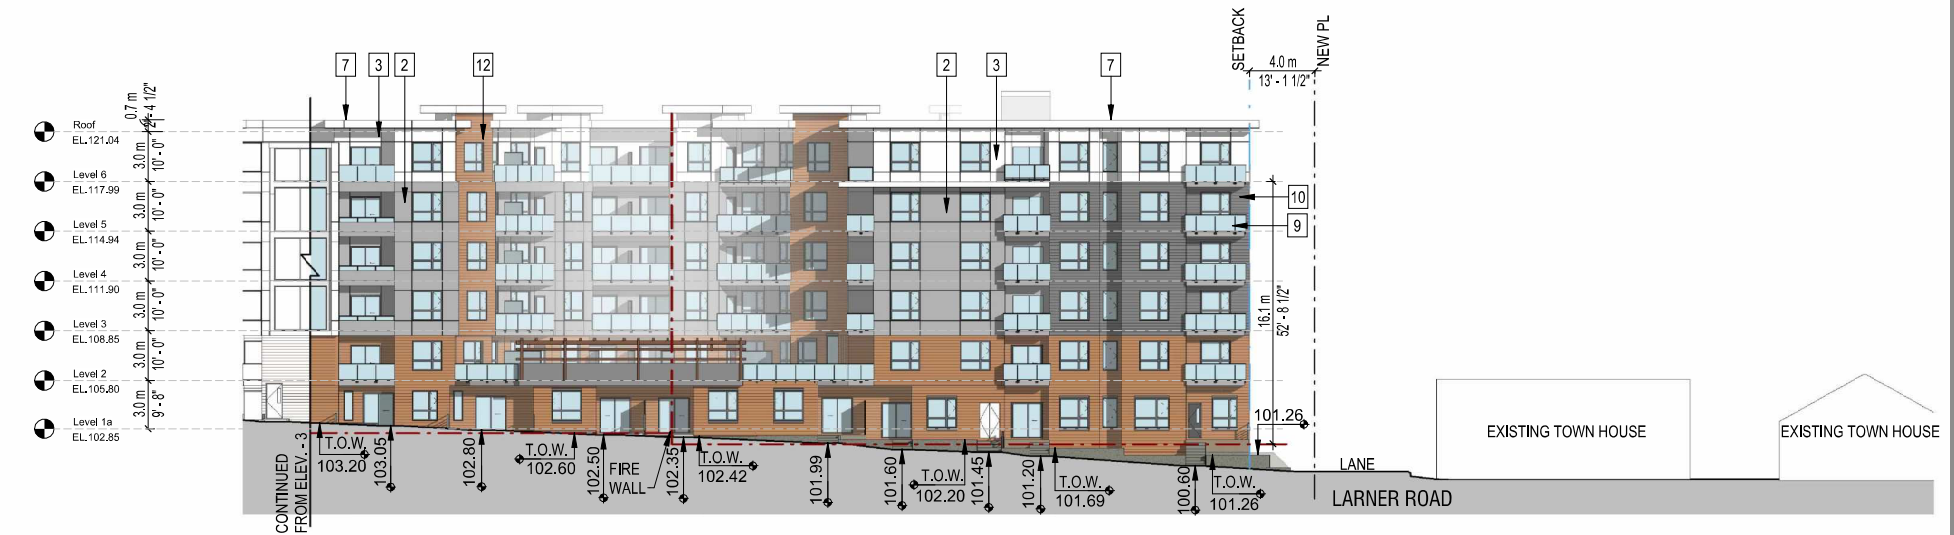 SETBACK
NEW PL
4.0 m
13' - 1 1/2"
7
3
2
12
2
3
7
0.7 m
2'- 4 1/2"
Roof
EL.121.04
3.0 m
10' - 0"
Level 6
EL.117.99
3.0 m
10' - 0"
Level 5
EL.114.94
3.0 m
10' - 0"
Level 4
EL.111.90
3.0 m
10' - 0"
Level 3
EL.108.85
3.0 m
10' - 0"
Level 2
EL.105.80
3.0 m
9' - 8"
Level 1a
EL.102.85
10
9
16.1 m
52' - 8 1/2"
101.26
CONTINUED
FROM ELEV. - 3
T.O.W.
103.20
103.05
102.80
T.O.W.
102.60
102.50
FIRE
WALL
102.35
T.O.W.
102.42
101.99
101.60
T.O.W.
102.20
101.45
101.20
T.O.W.
101.69
100.60
T.O.W.
101.26
LANE
LARNER ROAD
EXISTING TOWN HOUSE
EXISTING TOWN HOUSE